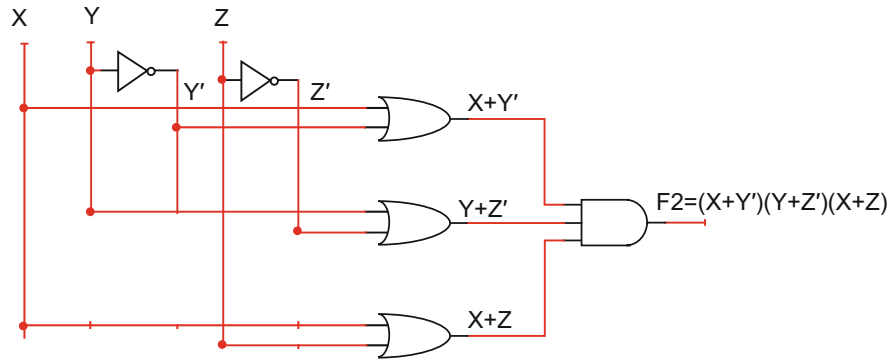 X
Y
Z
Y′
Z′
X+Y′
Y+Z′
F2=(X+Y′)(Y+Z′)(X+Z)
X+Z